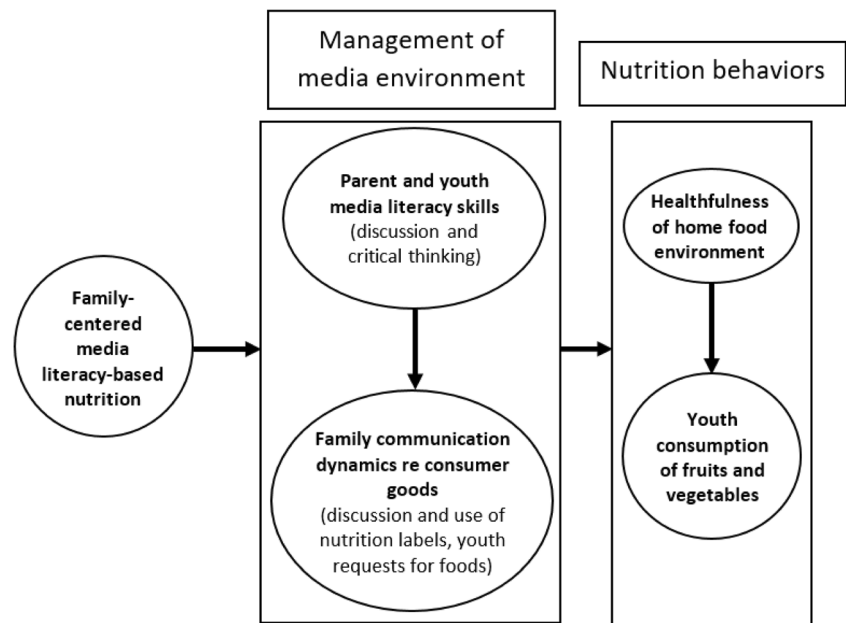 Management of
media environment
Nutrition behaviors
Family-
centered
media
literacy-based
nutrition
Parent and youth
media literacy skills
(discussion and
critical thinking)
Family communication
dynamics re consumer
goods
(discussion and use of
nutrition labels, youth
requests for foods)
Healthfulness
of home food
environment
Youth
consumption
of fruits and
vegetables